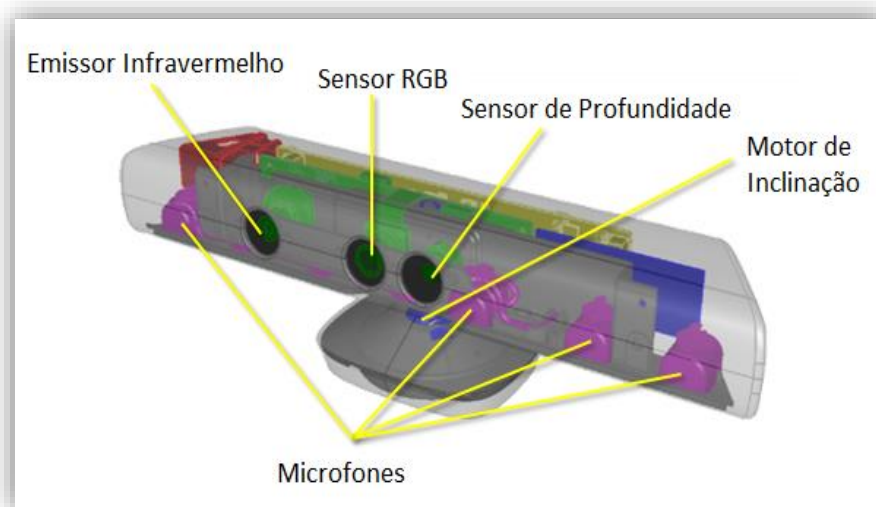 Emissor Infravermelho
Sensor RGB
Sensor de Profundidade
Motor de
Inclinação
Microfones